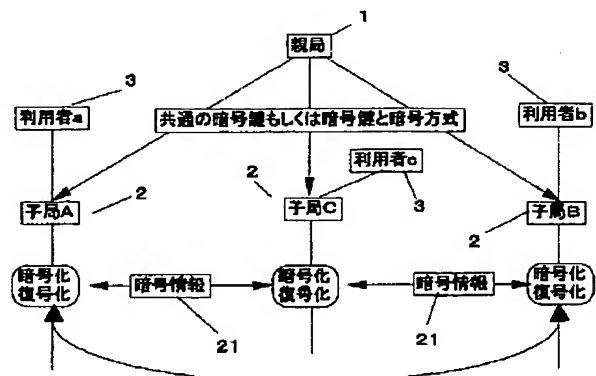 1
親局
3
3
利用者a
共通の暗号鍵もしくは暗号鍵と暗号方式
利用者b
利用者c
2
2
3
子局A
子局C
子局B
2
暗号化
復号化
暗号情報
暗号化
復号化
暗号情報
暗号化
復号化
21
21